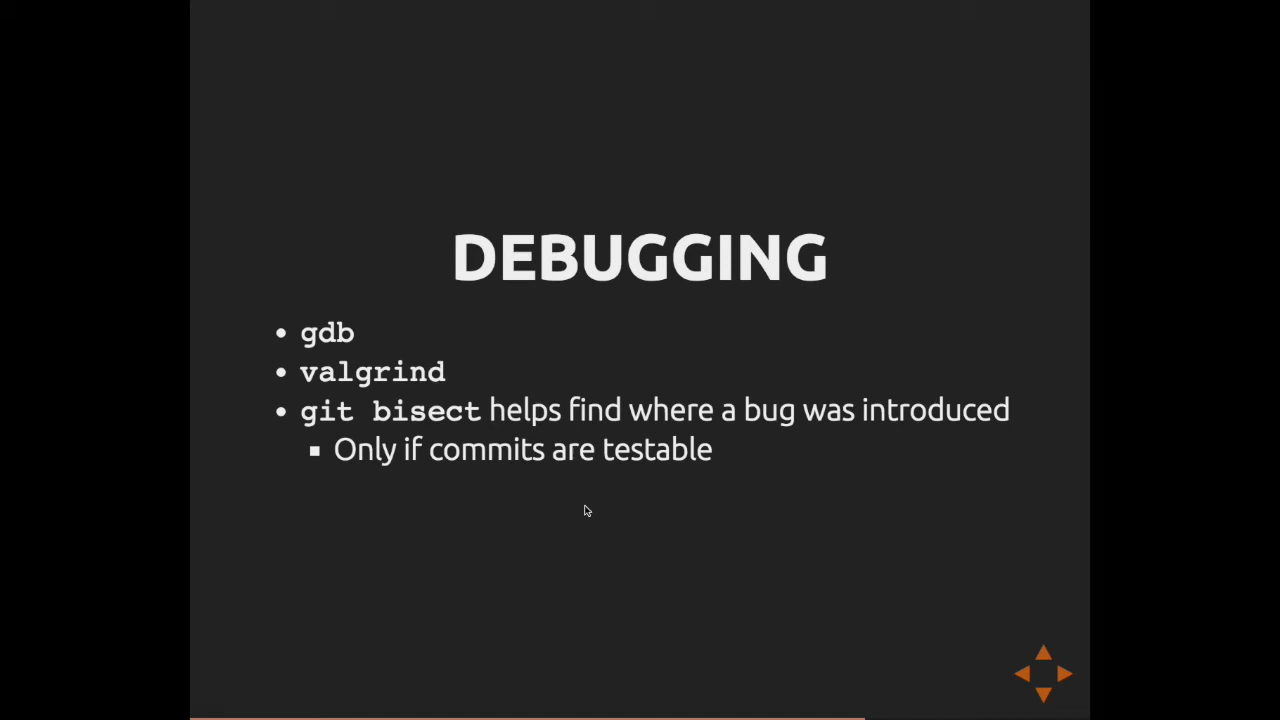 DEBUGGING
gdb
valgrind
git bisect helps find where a bug was introduced
Only if commits are testable